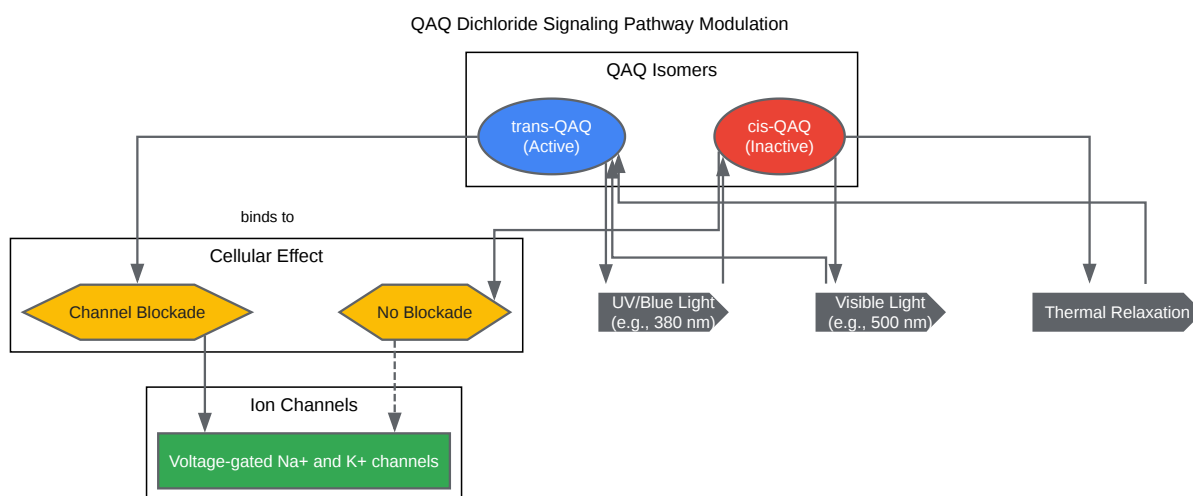 QAQ Dichloride Signaling Pathway Modulation
QAQ Isomers
trans-QAQ
(Active)
cis-QAQ
(Inactive)
binds to
Cellular Effect
Channel Blockade
No Blockade
UV/Blue Light
(e.g., 380 nm)
Visible Light
(e.g., 500 nm)
Thermal Relaxation
Ion Channels
Voltage-gated Na+ and K+ channels